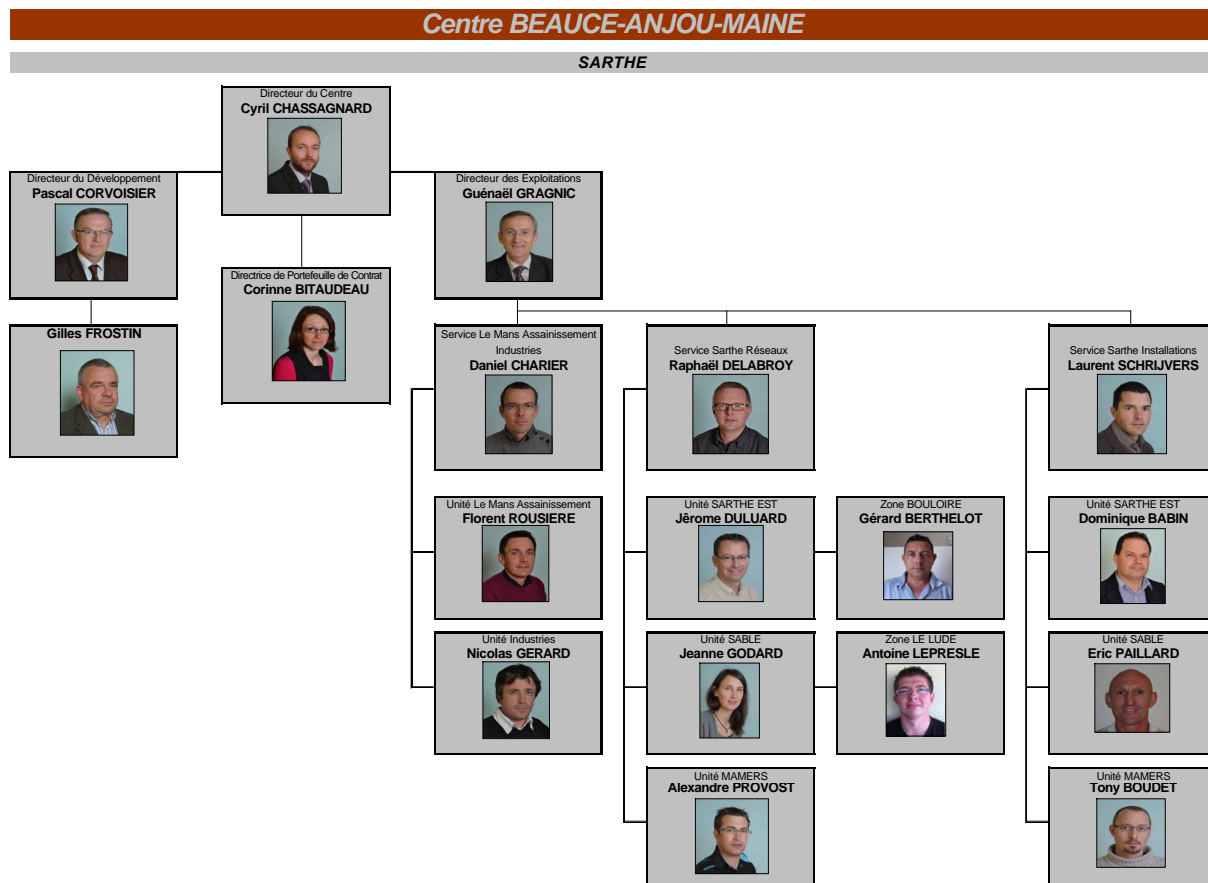 Centre BEAUCE-ANJOU-MAINE
SARTHE
Directeur du Centre
Cyril CHASSAGNARD
Directeur du Développement
Pascal CORVOISIER
Directeur des Exploitations
Guénaël GRAGNIC
Directrice de Portefeuille de Contrat
Corinne BITAUDEAU
Gilles FROSTIN
Service Le Mans Assainissement
Industries
Daniel CHARIER
Service Sarthe Réseaux
Raphaël DELABROY
Service Sarthe Installations
Laurent SCHRIJVERS
Unité Le Mans Assainissement
Florent ROUSIERE
Unité SARTHE EST
Jêrome DULUARD
Zone BOULOIRE
Gérard BERTHELOT
Unité SARTHE EST
Dominique BABIN
Unité Industries
Nicolas GERARD
Unité SABLE
Jeanne GODARD
Zone LE LUDE
Antoine LEPRESLE
Unité SABLE
Eric PAILLARD
Unité MAMERS
Alexandre PROVOST
Unité MAMERS
Tony BOUDET